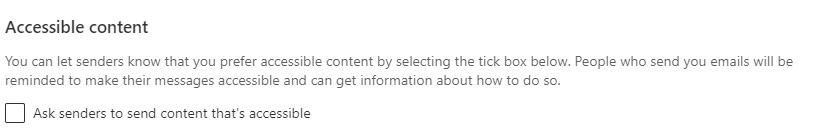 Accessible content
You can let senders know that you prefer accessible content by selecting the tick box below. People who send you emails will be
reminded to make their messages accessible and can get information about how to do so.
Ask senders to send content that's accessible